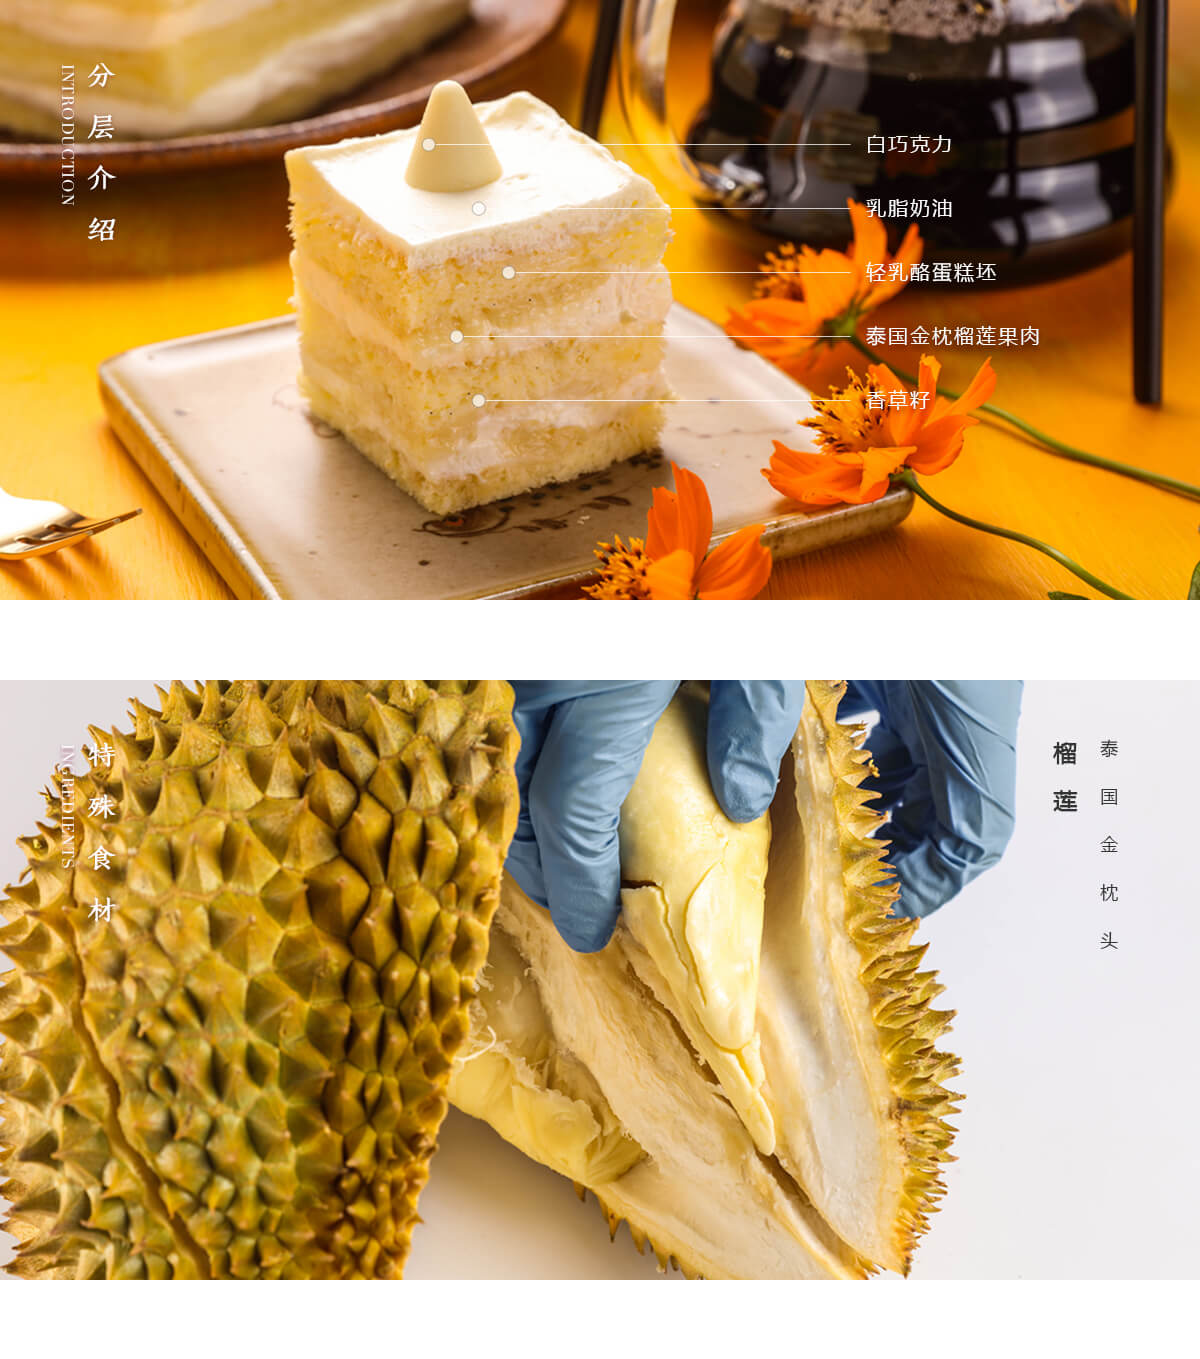 分层介绍
INTRODUCTION
白巧克力
乳脂奶油
轻乳酪蛋糕坯
泰国金枕榴莲果肉
香草籽
特殊食材
INGREDIENTS
榴莲
泰国金枕头